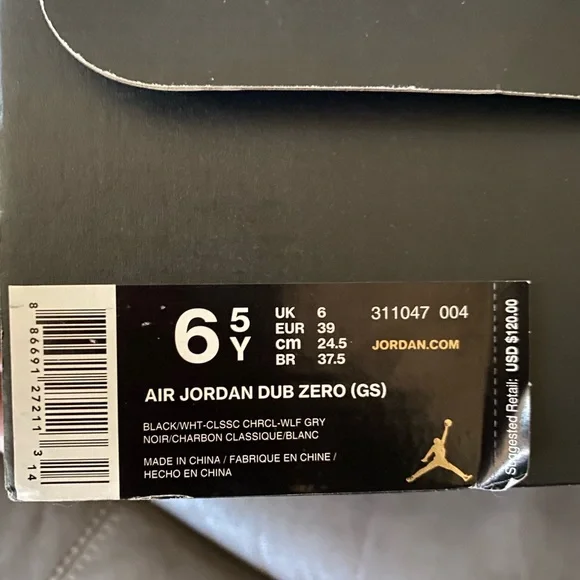 8 86691 27211 3 14
6 5Y
UK 6
EUR 39
cm 24.5
BR 37.5
311047 004
JORDAN.COM
AIR JORDAN DUB ZERO (GS)
BLACK/WHT-CLSSC CHRCL-WLF GRY
NOIR/CHARBON CLASSIQUE/BLANC
MADE IN CHINA / FABRIQUE EN CHINE /
HECHO EN CHINA
Suggested Retail: USD $120.00